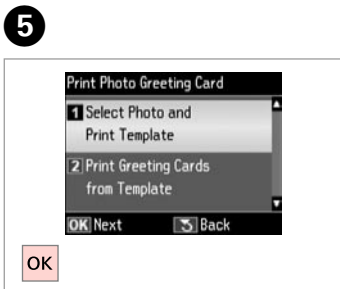 5
Print Photo Greeting Card
1 Select Photo and
Print Template
2 Print Greeting Cards
from Template
OK Next Back
OK